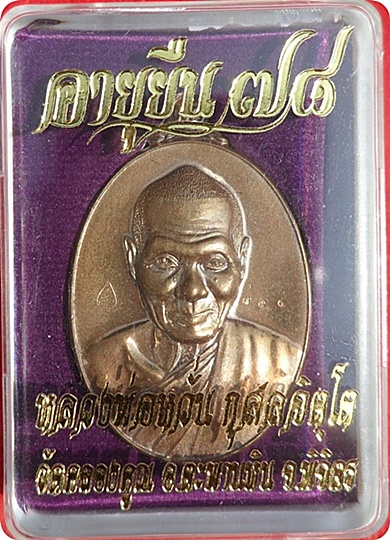 อายุยืน ๗๘
หลวงพ่อหวั่น กุสลจิตฺโต
วัดคลองคูณ อ.ตะพานหิน จ.พิจิตร